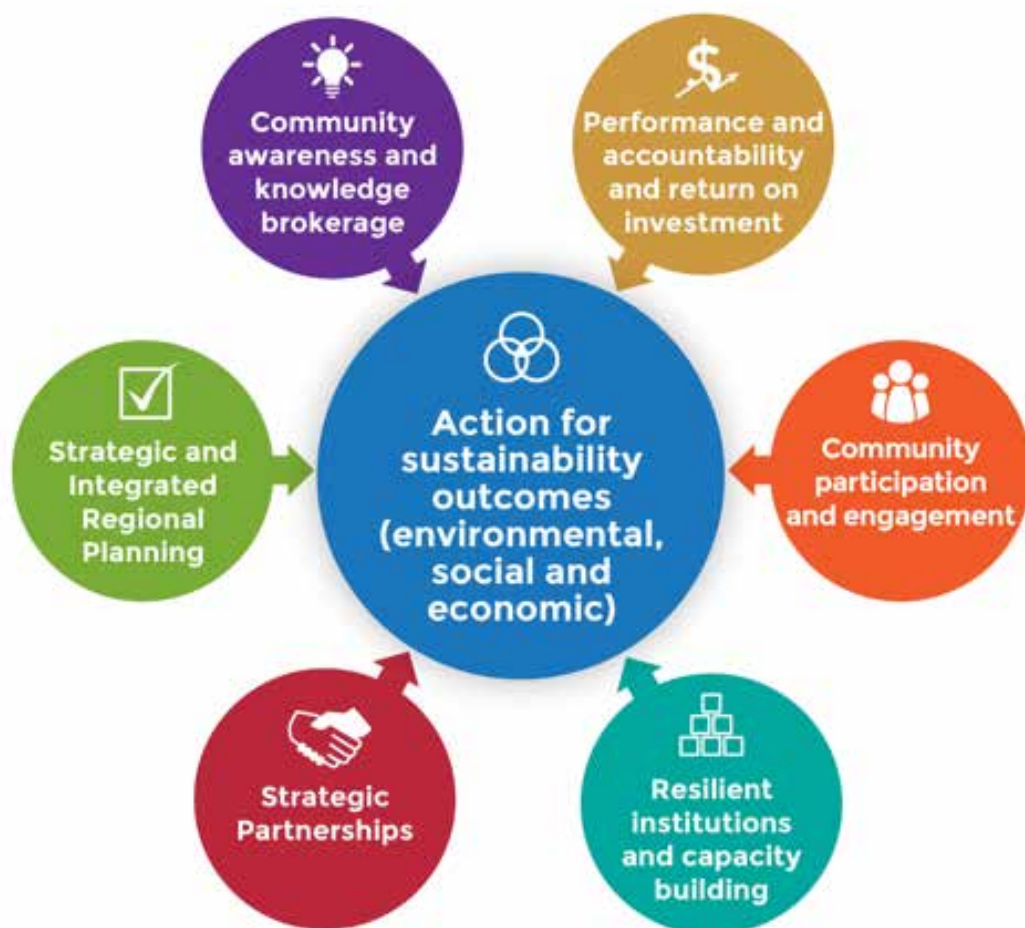 Community
awareness and
knowledge
brokerage
Performance and
accountability
and return on
investment
Strategic and
Integrated
Regional
Planning
Action for
sustainability
outcomes
(environmental,
social and
economic)
Community
participation
and engagement
Strategic
Partnerships
Resilient
institutions
and capacity
building